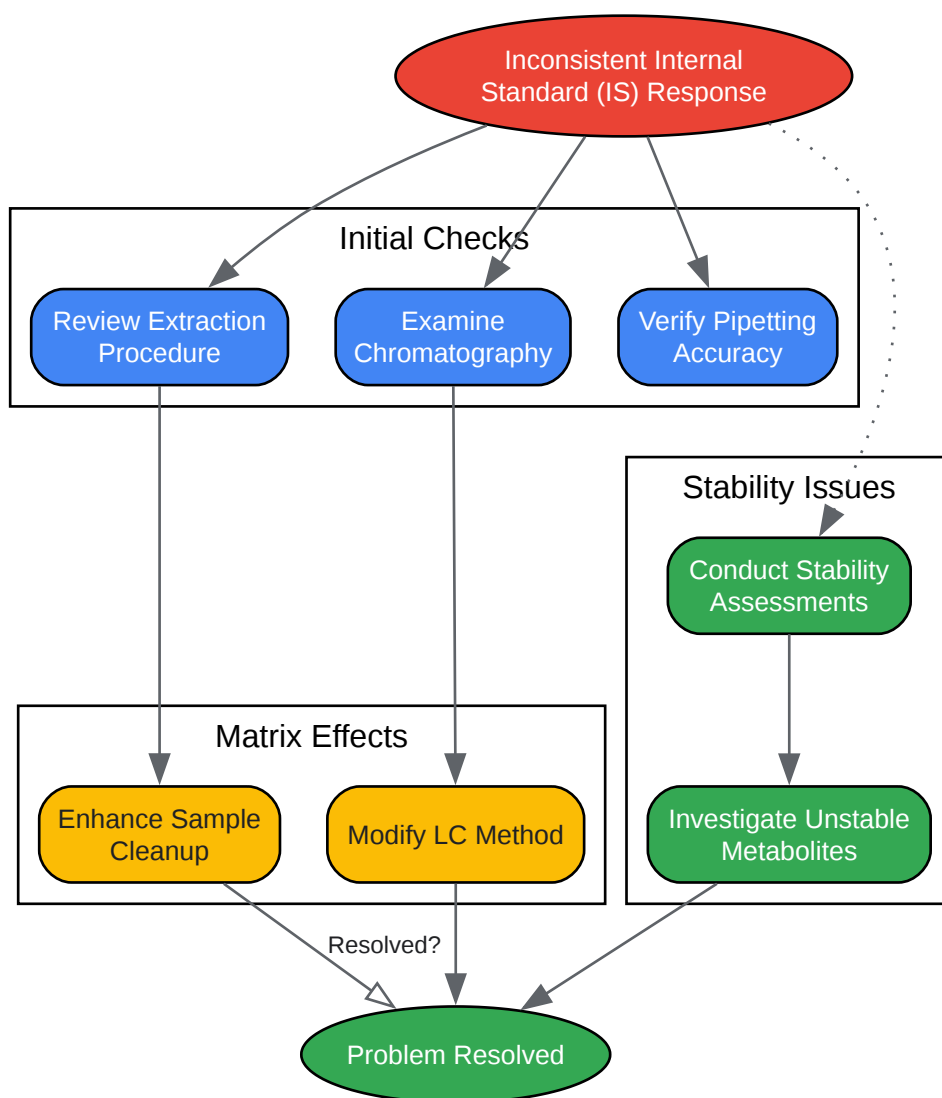 Inconsistent Internal
Standard (IS) Response
Initial Checks
Review Extraction
Procedure
Examine
Chromatography
Verify Pipetting
Accuracy
Stability Issues
Conduct Stability
Assessments
Matrix Effects
Enhance Sample
Cleanup
Modify LC Method
Investigate Unstable
Metabolites
Resolved?
Problem Resolved